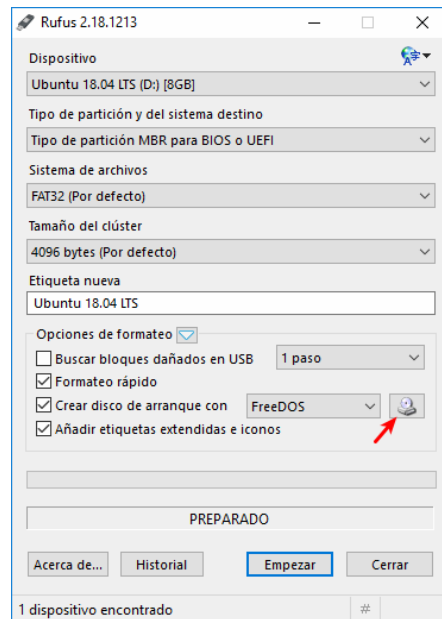 Rufus 2.18.1213
Dispositivo
Ubuntu 18.04 LTS (D:) [8GB]
Tipo de partición y del sistema destino
Tipo de partición MBR para BIOS o UEFI
Sistema de archivos
FAT32 (Por defecto)
Tamaño del clúster
4096 bytes (Por defecto)
Etiqueta nueva
Ubuntu 18.04 LTS
Opciones de formateo
Buscar bloques dañados en USB 1 paso
Formateo rápido
Crear disco de arranque con FreeDOS
Añadir etiquetas extendidas e iconos
PREPARADO
Acerca de... Historial Empezar Cerrar
1 dispositivo encontrado #